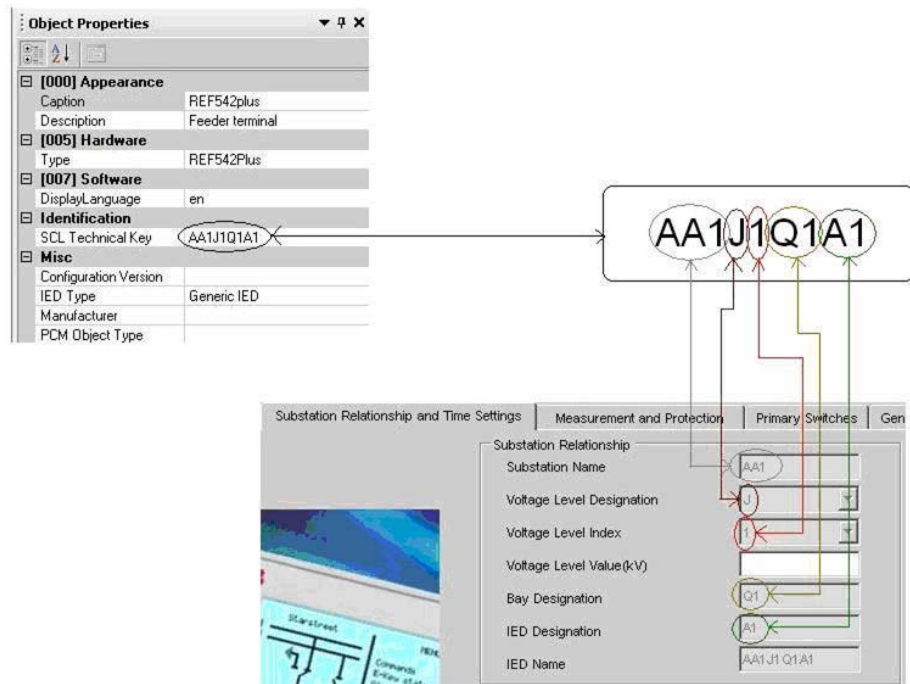 Object Properties
[000] Appearance
Caption REF542plus
Description Feeder terminal
[005] Hardware
Type REF542Plus
[007] Software
DisplayLanguage en
Identification
SCL Technical Key AA1J1Q1A1
Misc
Configuration Version
IED Type Generic IED
Manufacturer
PCM Object Type
AA1J1Q1A1
Substation Relationship and Time Settings Measurement and Protection Primary Switches Gen
Substation Relationship
Substation Name AA1
Voltage Level Designation J
Voltage Level Index 1
Voltage Level Value(kV)
Bay Designation Q1
IED Designation A1
IED Name AA1J1Q1A1
Starstreet
MENU
Commands